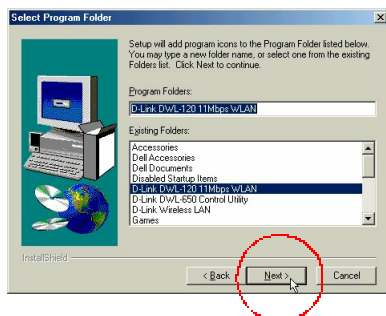 Select Program Folder
Setup will add program icons to the Program Folder listed below.
You may type a new folder name, or select one from the existing
Folders list. Click Next to continue.
Program Folders:
D-Link DWL-120 11Mbps WLAN
Existing Folders:
Accessories
Dell Accessories
Dell Documents
Disabled Startup Items
D-Link DWL-120 11Mbps WLAN
D-Link DWL-650 Control Utility
D-Link Wireless LAN
Games
InstallShield
< Back Next > Cancel